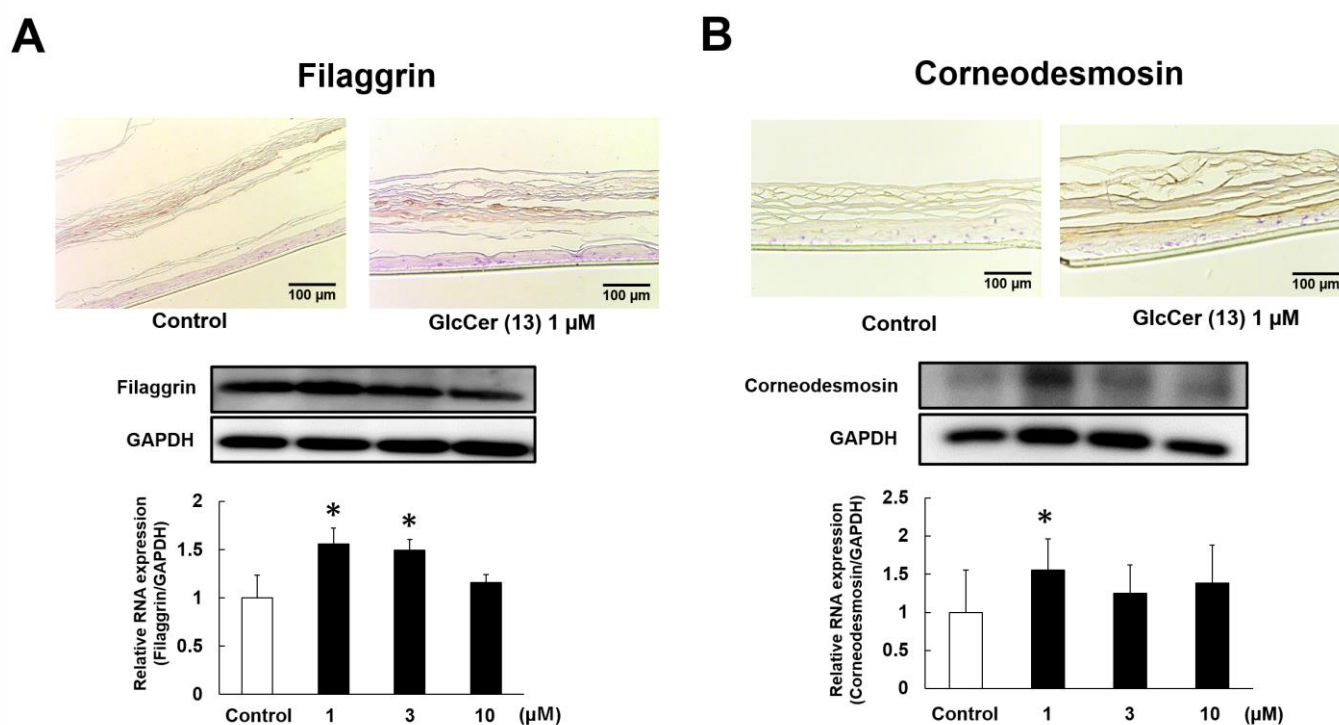 A
Filaggrin
100 µm
100 µm
Control
GlcCer (13) 1 µM
Filaggrin
GAPDH
Relative RNA expression
(Filaggrin/GAPDH)
2
1.5
1
0.5
0
*
*
Control 1 3 10 (µM)
B
Corneodesmosin
100 µm
100 µm
Control
GlcCer (13) 1 µM
Corneodesmosin
GAPDH
Relative RNA expression
(Corneodesmosin/GAPDH)
2.5
2
1.5
1
0.5
0
*
Control 1 3 10 (µM)